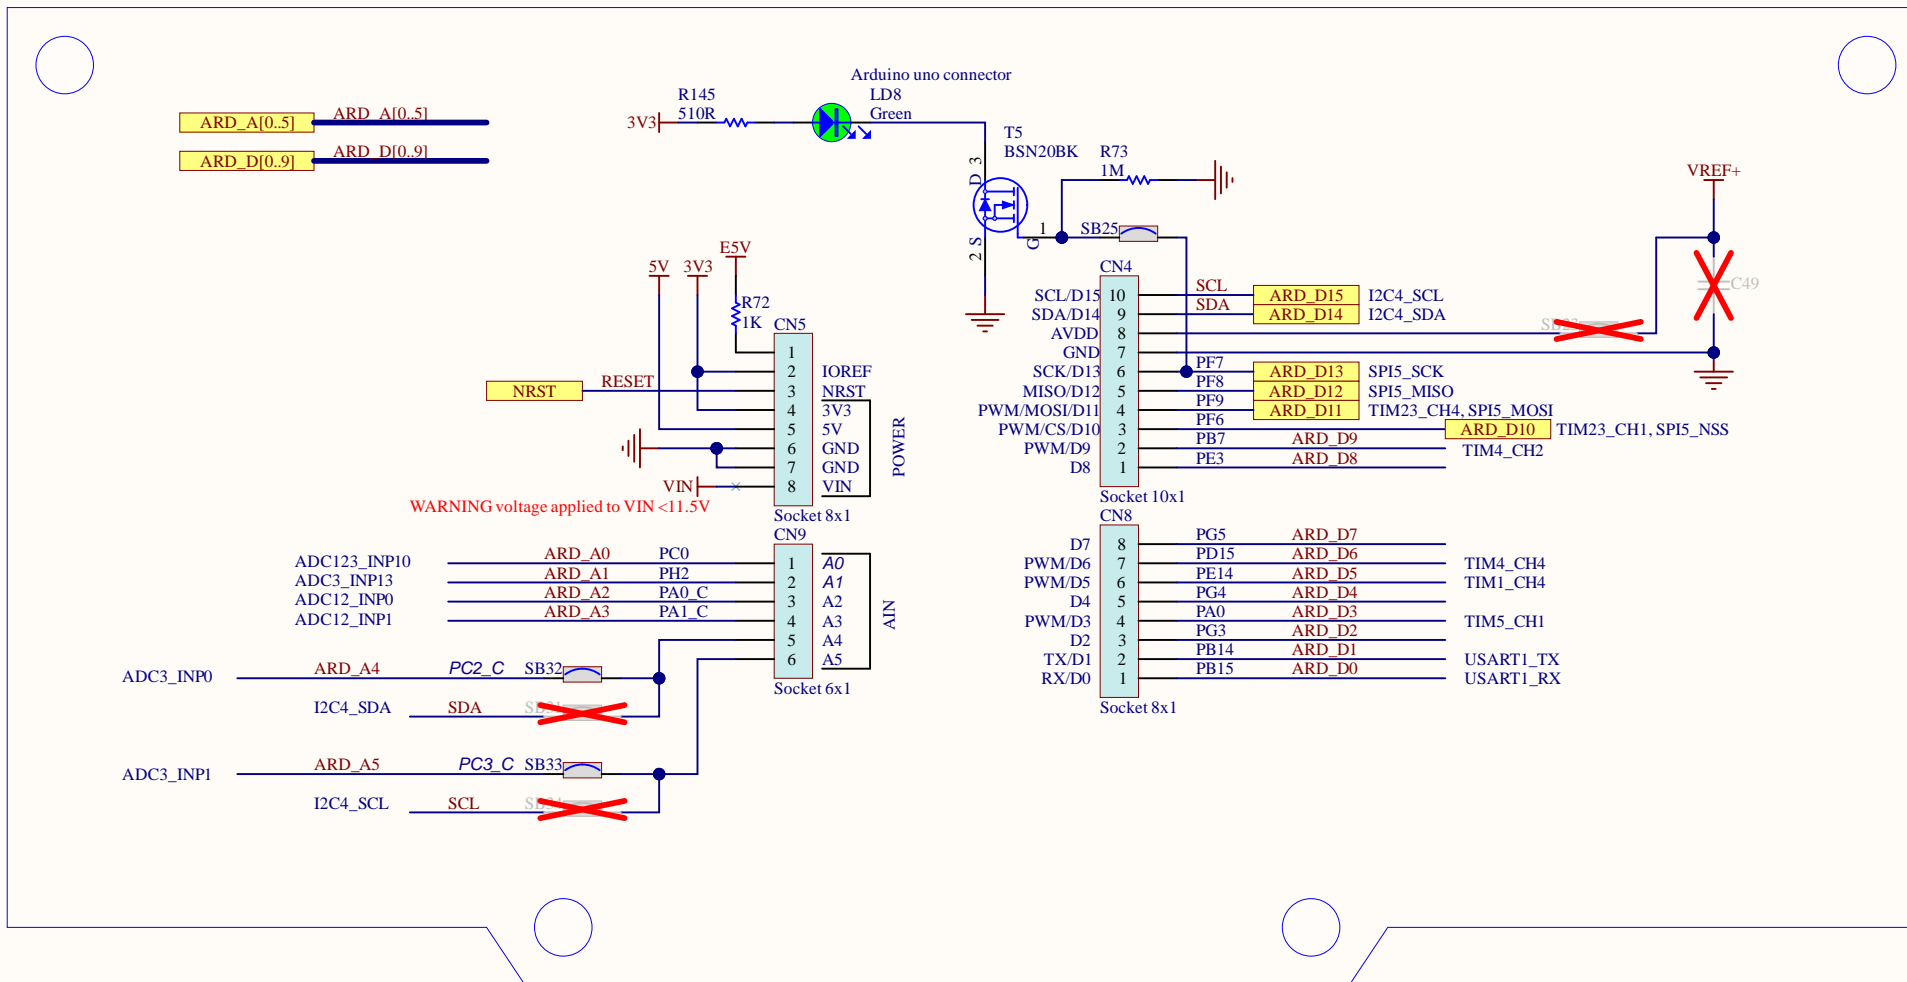 Arduino uno connector
ARD_A[0..5] ARD_A[0..5]
ARD_D[0..9] ARD_D[0..9]
3V3
R145
510R
LD8
Green
T5
BSN20BK
D 3
2 S
G 1
R73
1M
SB25
VREF+
C49
5V 3V3 E5V
R72
1K
CN5
1
2 IOREF
NRST RESET 3 NRST
4 3V3
5 5V
6 GND
7 GND
VIN 8 VIN
POWER
WARNING voltage applied to VIN <11.5V
Socket 8x1
CN9
ADC123_INP10 ARD_A0 PC0 1 A0
ADC3_INP13 ARD_A1 PH2 2 A1
ADC12_INP0 ARD_A2 PA0_C 3 A2
ADC12_INP1 ARD_A3 PA1_C 4 A3
5 A4
6 A5
AIN
Socket 6x1
ADC3_INP0 ARD_A4 PC2_C SB32
I2C4_SDA SDA
ADC3_INP1 ARD_A5 PC3_C SB33
I2C4_SCL SCL
CN4
SCL/D15 10 SCL ARD_D15 I2C4_SCL
SDA/D14 9 SDA ARD_D14 I2C4_SDA
AVDD 8
GND 7
SCK/D13 6 PF7 ARD_D13 SPI5_SCK
MISO/D12 5 PF8 ARD_D12 SPI5_MISO
PWM/MOSI/D11 4 PF9 ARD_D11 TIM23_CH4, SPI5_MOSI
PWM/CS/D10 3 PF6 ARD_D10 TIM23_CH1, SPI5_NSS
PWM/D9 2 PB7 ARD_D9 TIM4_CH2
D8 1 PE3 ARD_D8
Socket 10x1
CN8
D7 8 PG5 ARD_D7
PWM/D6 7 PD15 ARD_D6 TIM4_CH4
PWM/D5 6 PE14 ARD_D5 TIM1_CH4
D4 5 PG4 ARD_D4
PWM/D3 4 PA0 ARD_D3 TIM5_CH1
D2 3 PG3 ARD_D2
TX/D1 2 PB14 ARD_D1 USART1_TX
RX/D0 1 PB15 ARD_D0 USART1_RX
Socket 8x1